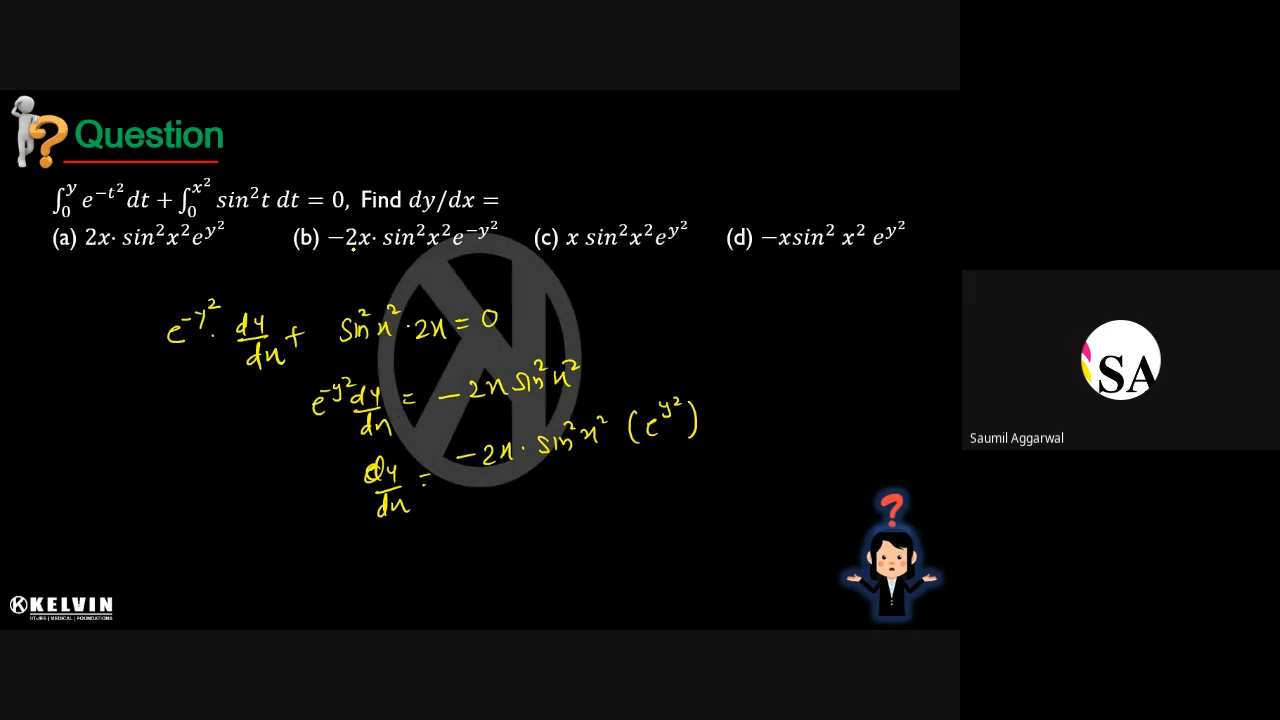 Question
∫₀^y e^{-t²} dt + ∫₀^{x²} sin²t dt = 0, Find dy/dx =
(a) 2x· sin²x²e^{y²} (b) −2x· sin²x²e^{−y²} (c) x sin²x²e^{y²} (d) −xsin² x² e^{y²}
e^{-y²}· dy/dx + sin²x²·2x = 0
e^{-y²} dy/dx = -2x sin²x²
dy/dx = -2x · sin²x² (e^{y²})
SA
Saumil Aggarwal
KELVIN
IIT-JEE | MEDICAL | FOUNDATIONS